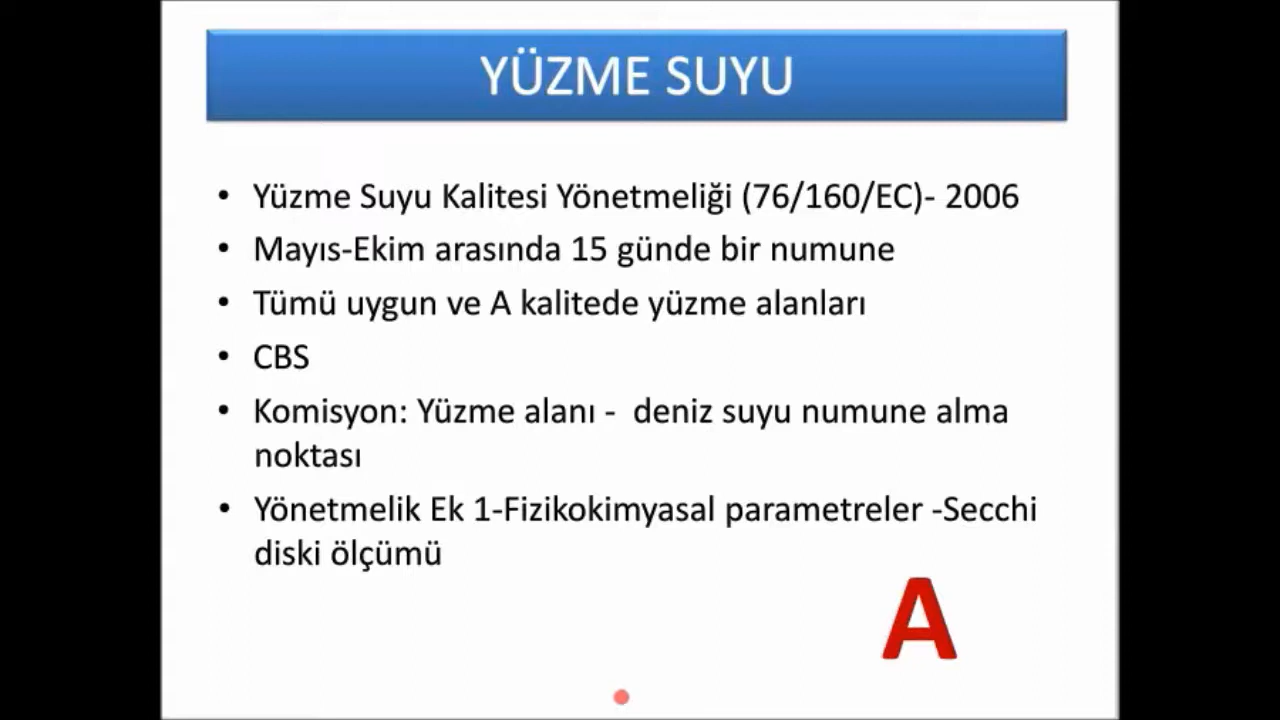 YÜZME SUYU
• Yüzme Suyu Kalitesi Yönetmeliği (76/160/EC)- 2006
• Mayıs-Ekim arasında 15 günde bir numune
• Tümü uygun ve A kalitede yüzme alanları
• CBS
• Komisyon: Yüzme alanı - deniz suyu numune alma
noktası
• Yönetmelik Ek 1-Fizikokimyasal parametreler -Secchi
diski ölçümü
A